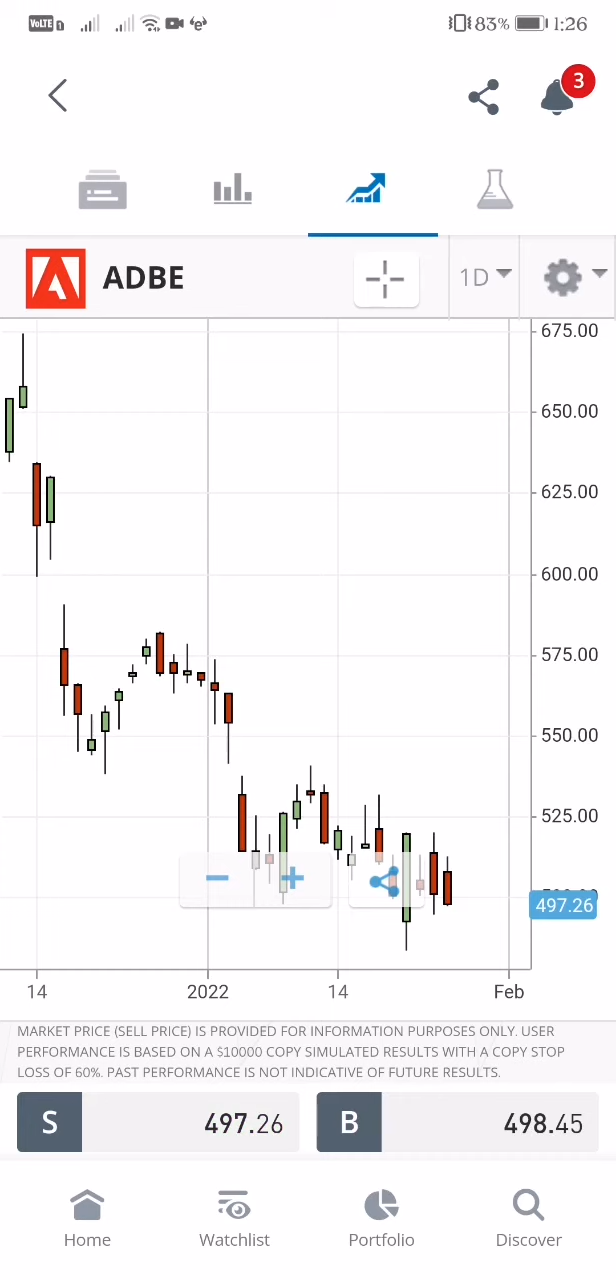 VoLTE 1 83% 1:26
3
ADBE 1D
675.00
650.00
625.00
600.00
575.00
550.00
525.00
497.26
14 2022 14 Feb
MARKET PRICE (SELL PRICE) IS PROVIDED FOR INFORMATION PURPOSES ONLY. USER
PERFORMANCE IS BASED ON A $10000 COPY SIMULATED RESULTS WITH A COPY STOP
LOSS OF 60%. PAST PERFORMANCE IS NOT INDICATIVE OF FUTURE RESULTS.
S 497.26 B 498.45
Home Watchlist Portfolio Discover